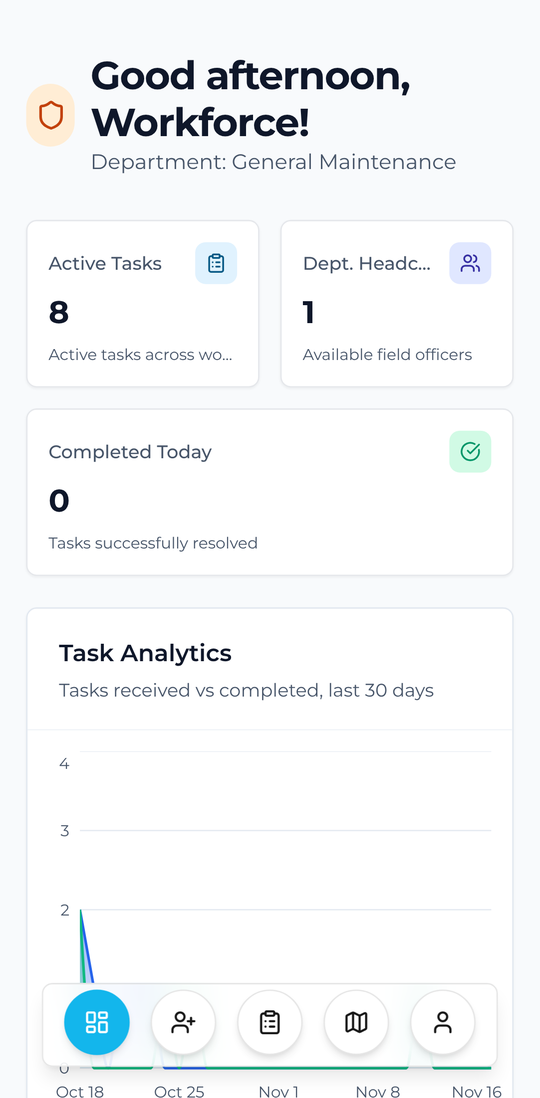 Good afternoon,
Workforce!
Department: General Maintenance
Active Tasks
8
Active tasks across wo...
Dept. Headc...
1
Available field officers
Completed Today
0
Tasks successfully resolved
Task Analytics
Tasks received vs completed, last 30 days
4
3
2
0
Oct 18 Oct 25 Nov 1 Nov 8 Nov 16